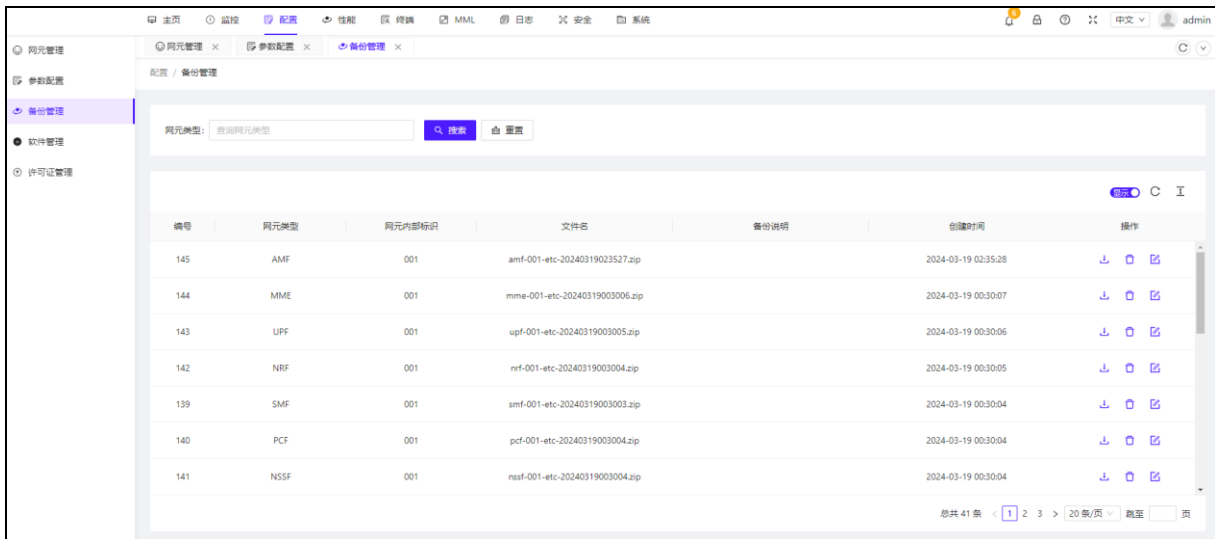 主页 监控 配置 性能 终端 MML 日志 安全 系统 6 中文 admin
网元管理 参数配置 备份管理
网元管理
参数配置
备份管理
软件管理
许可证管理
配置 / 备份管理
网元类型: 查询网元类型 搜索 重置
显示
编号 网元类型 网元内部标识 文件名 备份说明 创建时间 操作
145 AMF 001 amf-001-etc-20240319023527.zip 2024-03-19 02:35:28
144 MME 001 mme-001-etc-20240319003006.zip 2024-03-19 00:30:07
143 UPF 001 upf-001-etc-20240319003005.zip 2024-03-19 00:30:06
142 NRF 001 nrf-001-etc-20240319003004.zip 2024-03-19 00:30:05
139 SMF 001 smf-001-etc-20240319003003.zip 2024-03-19 00:30:04
140 PCF 001 pcf-001-etc-20240319003004.zip 2024-03-19 00:30:04
141 NSSF 001 nssf-001-etc-20240319003004.zip 2024-03-19 00:30:04
总共 41 条 < 1 2 3 > 20 条/页 跳至 页